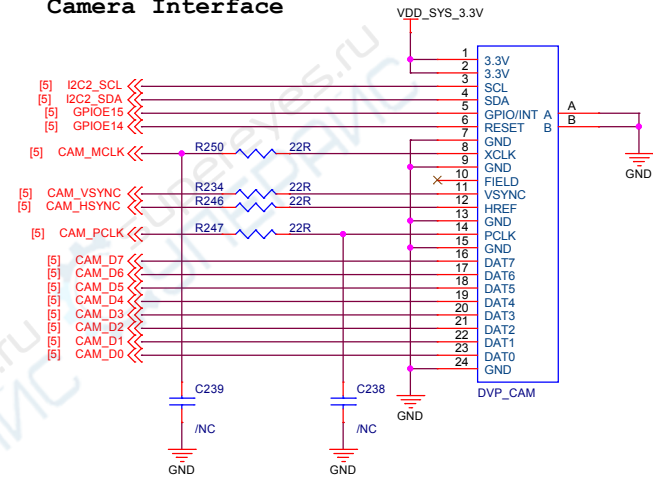 Camera Interface
VDD_SYS_3.3V
1 3.3V
2 3.3V
[5] I2C2_SCL 3 SCL
[5] I2C2_SDA 4 SDA
[5] GPIOE15 5 GPIO/INT A A
[5] GPIOE14 6 RESET B B
7 GND
[5] CAM_MCLK R250 22R 8 XCLK
9 GND
GND
10 FIELD
[5] CAM_VSYNC R234 22R 11 VSYNC
[5] CAM_HSYNC R246 22R 12 HREF
13 GND
[5] CAM_PCLK R247 22R 14 PCLK
15 GND
[5] CAM_D7 16 DAT7
[5] CAM_D6 17 DAT6
[5] CAM_D5 18 DAT5
[5] CAM_D4 19 DAT4
[5] CAM_D3 20 DAT3
[5] CAM_D2 21 DAT2
[5] CAM_D1 22 DAT1
[5] CAM_D0 23 DAT0
24 GND
C239 C238 DVP_CAM
GND
/NC /NC
GND GND
supereyes.ru
СУПЕРАЙС